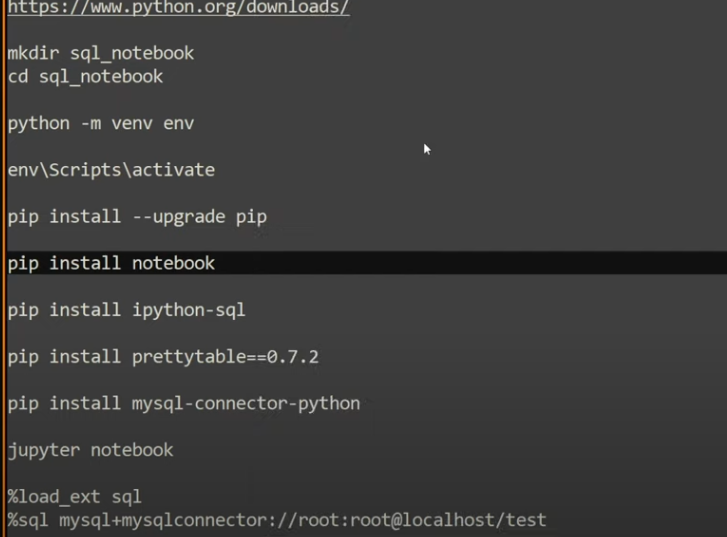 https://www.python.org/downloads/
mkdir sql_notebook
cd sql_notebook
python -m venv env
env\Scripts\activate
pip install --upgrade pip
pip install notebook
pip install ipython-sql
pip install prettytable==0.7.2
pip install mysql-connector-python
jupyter notebook
%load_ext sql
%sql mysql+mysqlconnector://root:root@localhost/test